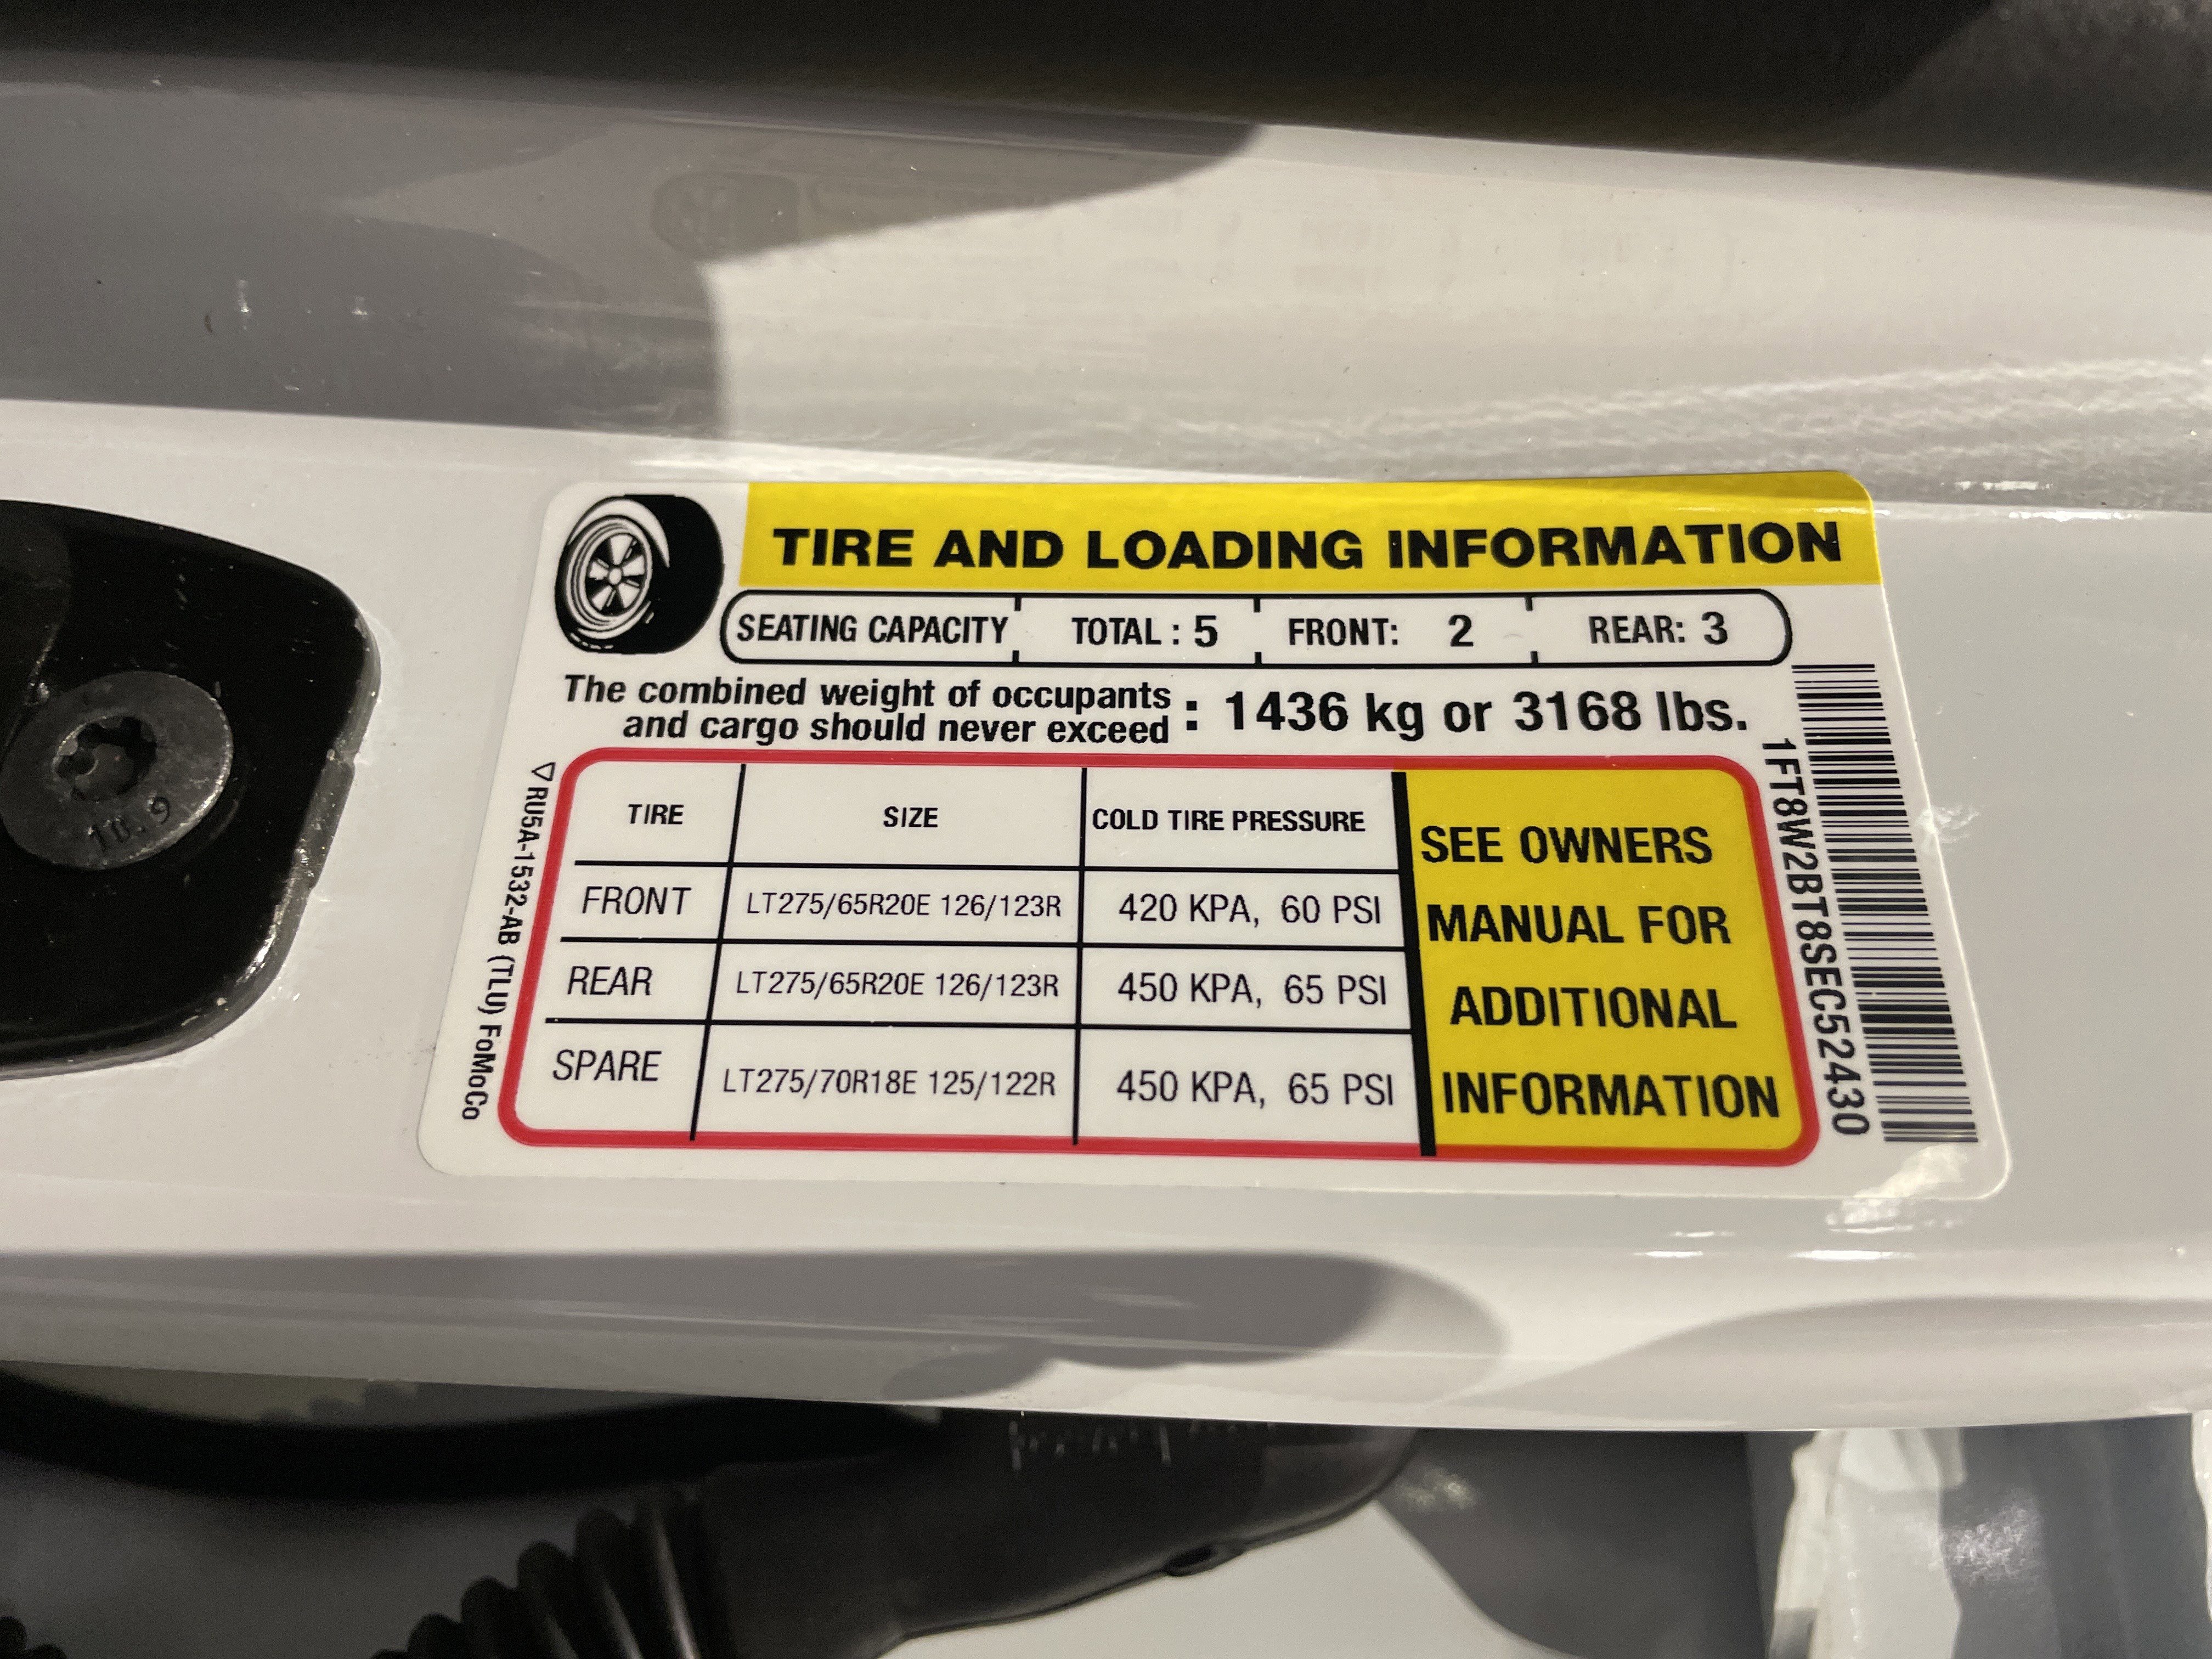 TIRE AND LOADING INFORMATION
SEATING CAPACITY TOTAL : 5 FRONT: 2 REAR: 3
The combined weight of occupants
and cargo should never exceed : 1436 kg or 3168 lbs.
TIRE SIZE COLD TIRE PRESSURE
FRONT LT275/65R20E 126/123R 420 KPA, 60 PSI
REAR LT275/65R20E 126/123R 450 KPA, 65 PSI
SPARE LT275/70R18E 125/122R 450 KPA, 65 PSI
SEE OWNERS
MANUAL FOR
ADDITIONAL
INFORMATION
▽RU5A-1532-AB (TLU) FoMoCo
1FT8W2BT8SEC52430
10.9